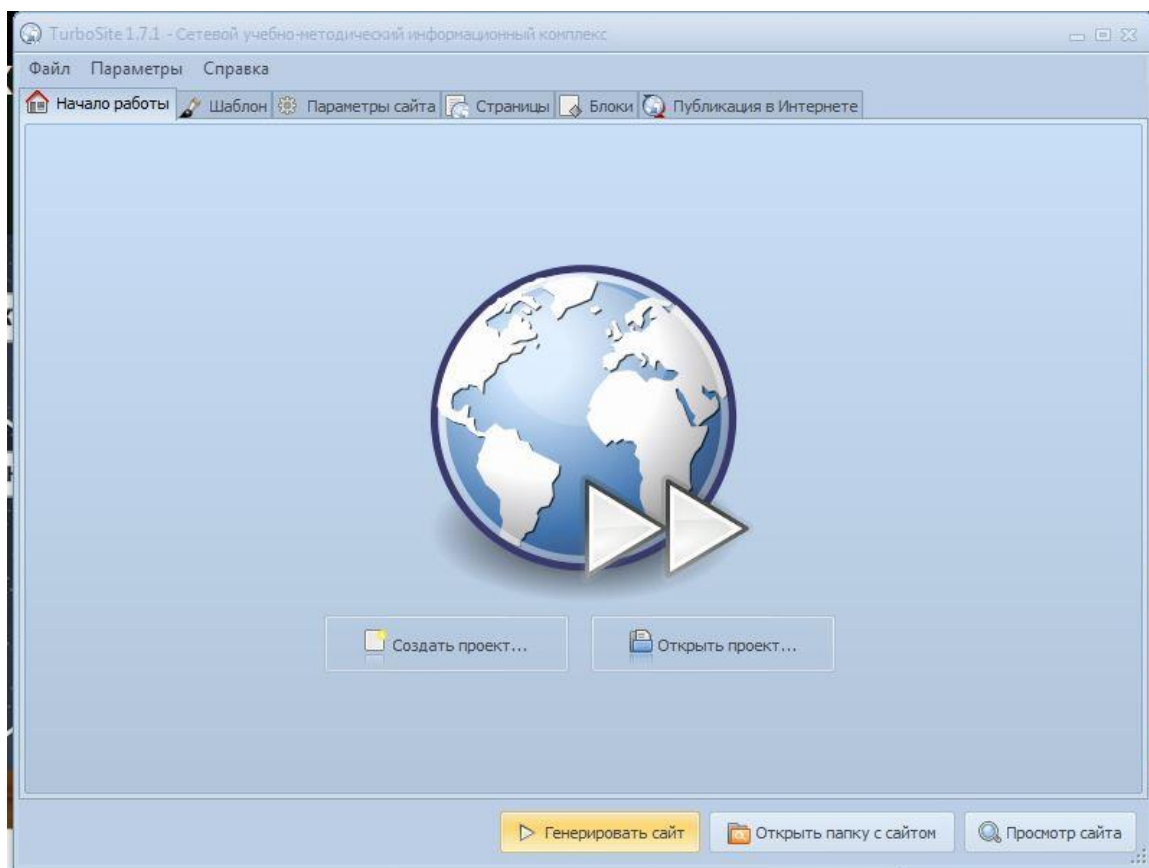 TurboSite 1.7.1 - Сетевой учебно-методический информационный комплекс
Файл Параметры Справка
Начало работы Шаблон Параметры сайта Страницы Блоки Публикация в Интернете
Создать проект... Открыть проект...
Генерировать сайт Открыть папку с сайтом Просмотр сайта